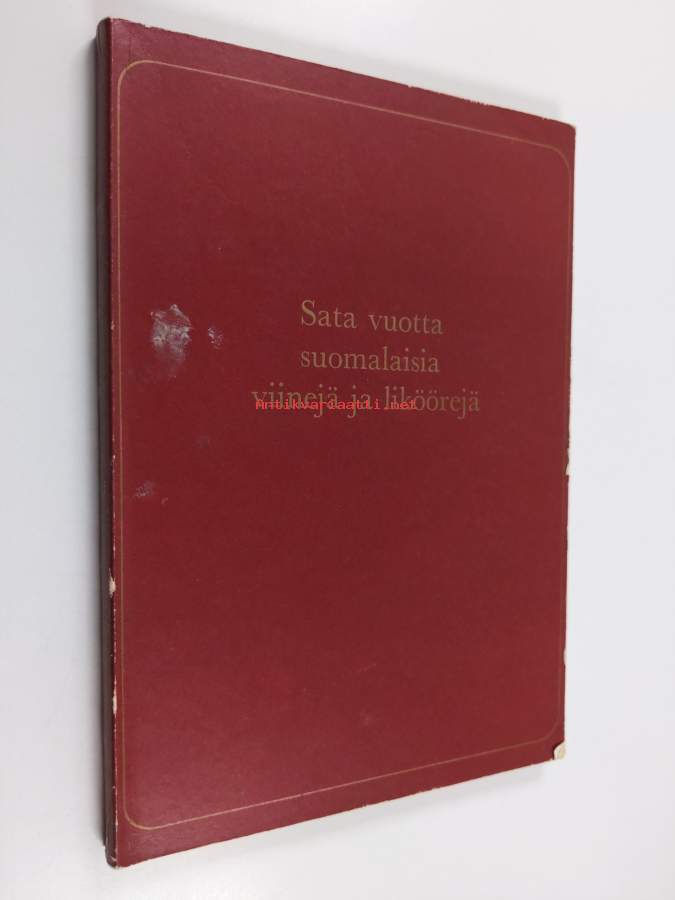 Sata vuotta
suomalaisia
viinejä ja liköörejä
Antikvariaatti.net